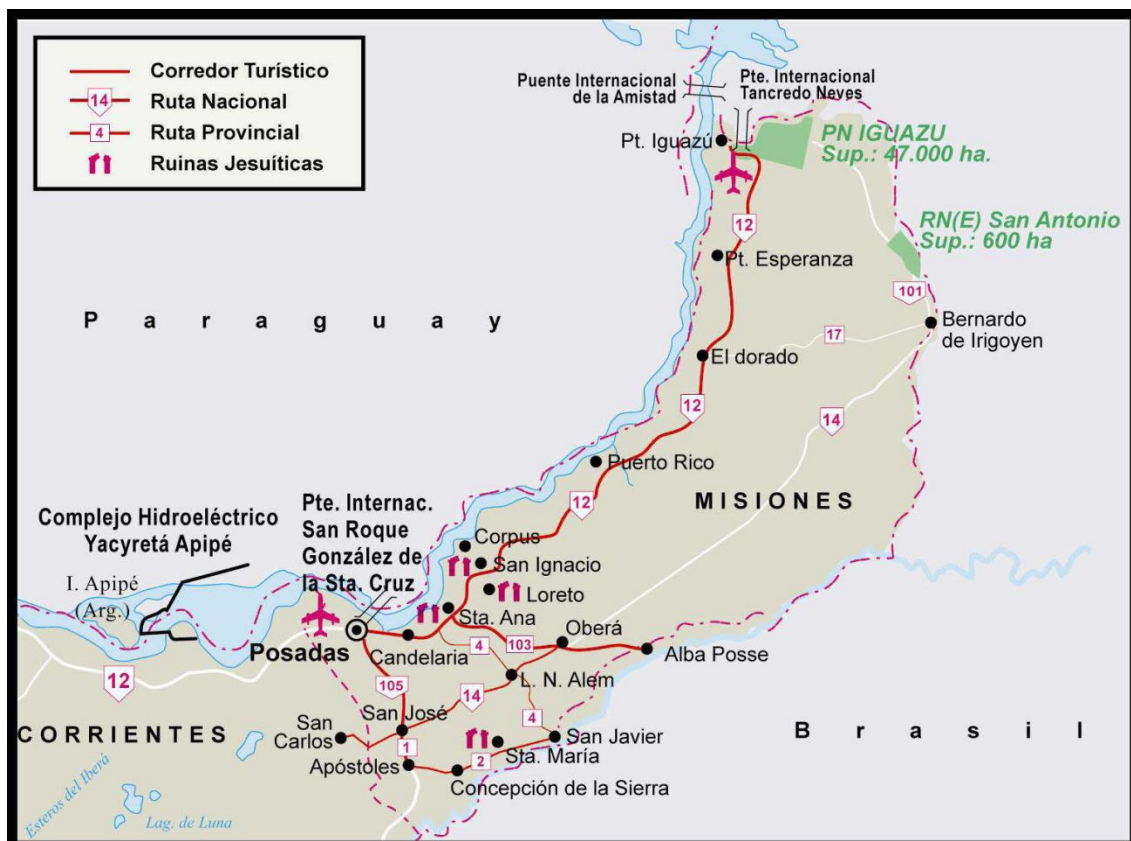 Corredor Turístico
14
Ruta Nacional
4
Ruta Provincial
Ruinas Jesuíticas
Puente Internacional
de la Amistad
Pte. Internacional
Tancredo Neves
Pt. Iguazú
PN IGUAZU
Sup.: 47.000 ha.
12
RN(E) San Antonio
Sup.: 600 ha
Pt. Esperanza
101
Paraguay
Bernardo
de Irigoyen
17
El dorado
12
14
Puerto Rico
MISIONES
12
Complejo Hidroeléctrico
Yacyretá Apipé
Pte. Internac.
San Roque
González de
la Sta. Cruz
Corpus
San Ignacio
I. Apipé
(Arg.)
Loreto
Sta. Ana
Oberá
Posadas
Candelaria
4
103
Alba Posse
12
105
L. N. Alem
14
San José
4
CORRIENTES
San
Carlos
1
San Javier
Brasil
Sta. María
Apóstoles
2
Concepción de la Sierra
Esteros del Iberá
Lag. de Luna